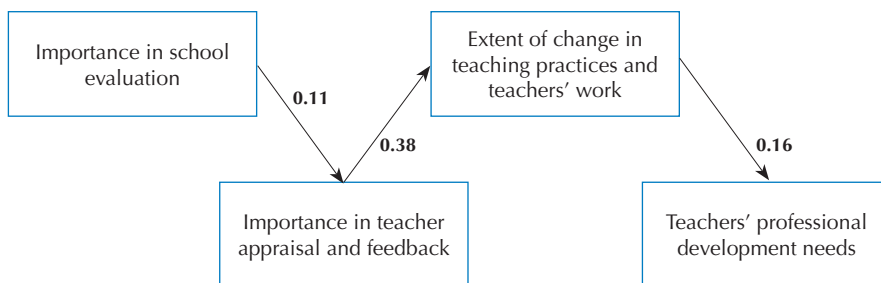 Importance in school
evaluation
Extent of change in
teaching practices and
teachers’ work
0.11
0.38
0.16
Importance in teacher
appraisal and feedback
Teachers’ professional
development needs